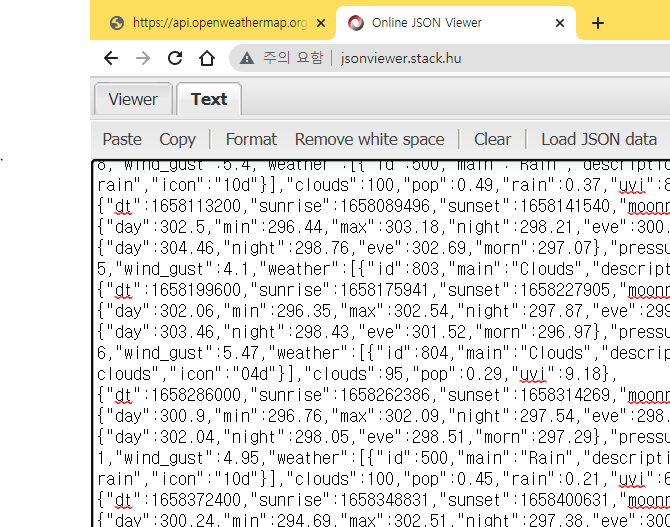 https://api.openweathermap.org
Online JSON Viewer
주의 요함 jsonviewer.stack.hu
Viewer Text
Paste Copy Format Remove white space Clear Load JSON data
8,"wind_gust":5.4,"weather":[{"id":500,"main":"Rain","descriptio
rain","icon":"10d"}],"clouds":100,"pop":0.49,"rain":0.37,"uvi":8
{"dt":1658113200,"sunrise":1658089496,"sunset":1658141540,"moonr
{"day":302.5,"min":296.44,"max":303.18,"night":298.21,"eve":300.
{"day":304.46,"night":298.76,"eve":302.69,"morn":297.07},"pressu
5,"wind_gust":4.1,"weather":[{"id":803,"main":"Clouds","descript
{"dt":1658199600,"sunrise":1658175941,"sunset":1658227905,"moonr
{"day":302.06,"min":296.35,"max":302.54,"night":297.87,"eve":299
{"day":303.46,"night":298.43,"eve":301.52,"morn":296.97},"pressu
6,"wind_gust":5.47,"weather":[{"id":804,"main":"Clouds","descrip
clouds","icon":"04d"}],"clouds":95,"pop":0.29,"uvi":9.18},
{"dt":1658286000,"sunrise":1658262386,"sunset":1658314269,"moonr
{"day":300.9,"min":296.76,"max":302.09,"night":297.54,"eve":298.
{"day":302.04,"night":298.05,"eve":298.51,"morn":297.29},"pressu
1,"wind_gust":4.95,"weather":[{"id":500,"main":"Rain","descripti
rain","icon":"10d"}],"clouds":100,"pop":0.45,"rain":0.21,"uvi":6
{"dt":1658372400,"sunrise":1658348831,"sunset":1658400631,"moonr
{"day":300.24,"min":294.69,"max":302.51,"night":297.38,"eve":300